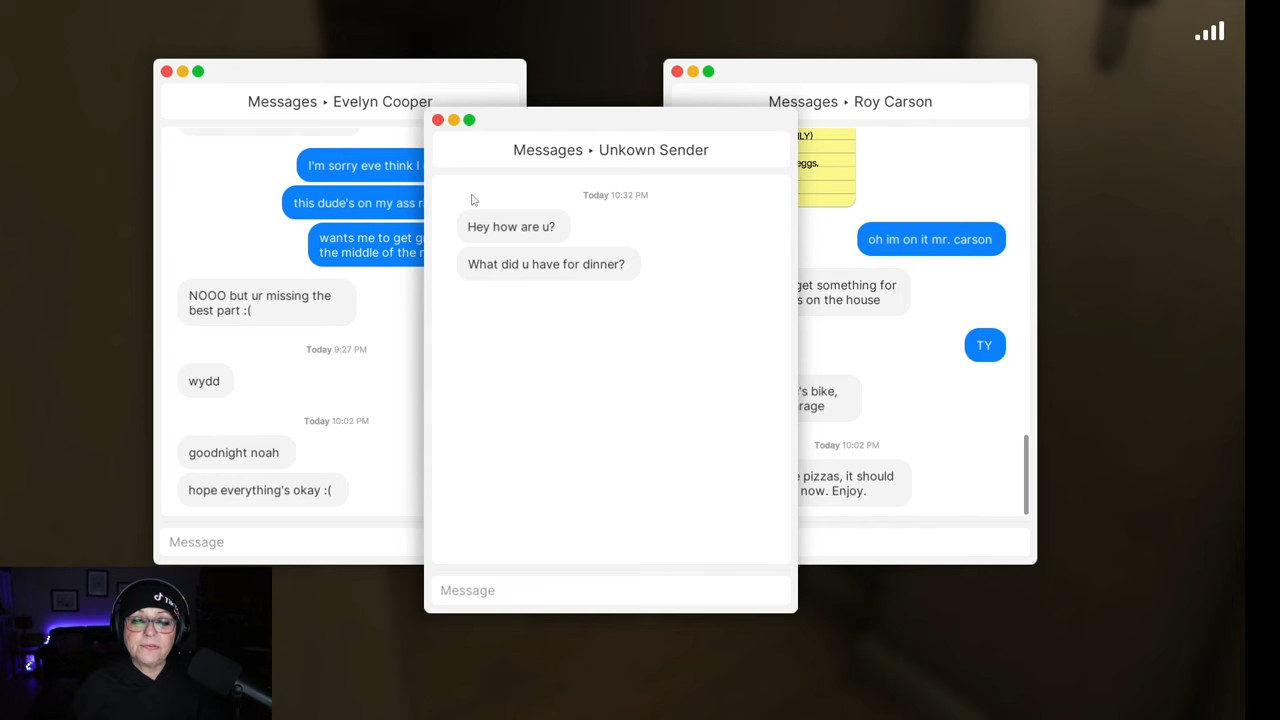 Messages ‣ Evelyn Cooper
I'm sorry eve think I
this dude's on my ass
wants me to get
the middle of the
NOOO but ur missing the
best part :(
Today 9:27 PM
wydd
Today 10:02 PM
goodnight noah
hope everything's okay :(
Message
Messages ‣ Unkown Sender
Today 10:32 PM
Hey how are u?
What did u have for dinner?
Message
Messages ‣ Roy Carson
LY)
eggs.
oh im on it mr. carson
get something for
s on the house
TY
's bike,
Today 10:02 PM
pizzas, it should
now. Enjoy.